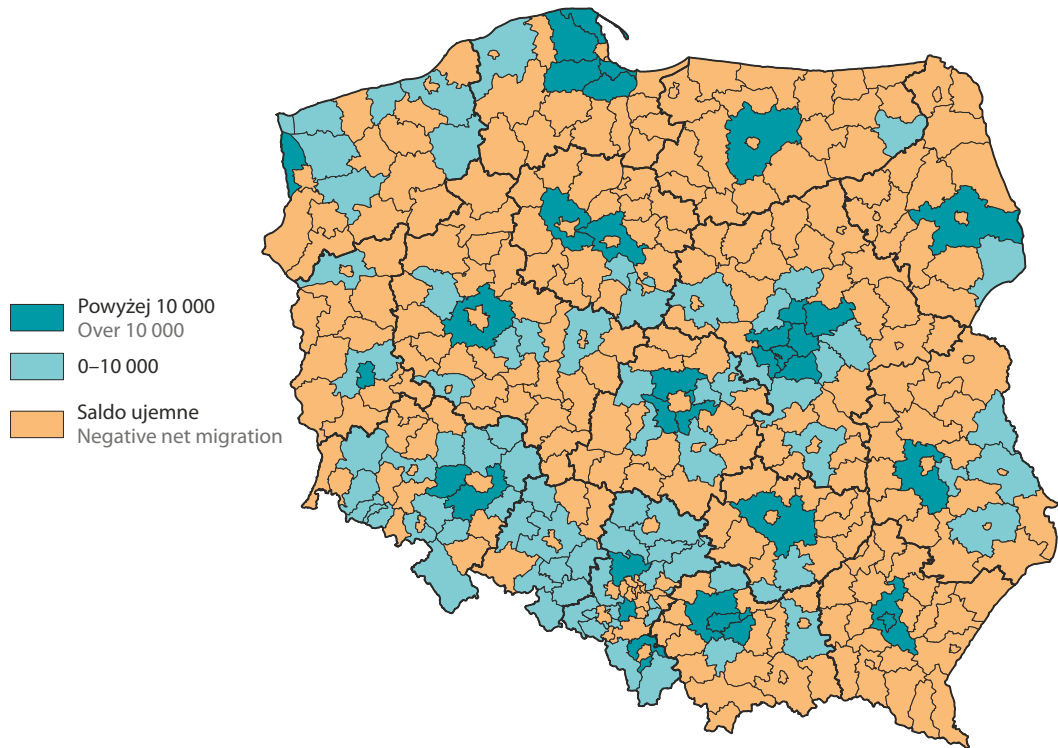 Powyżej 10 000
Over 10 000
0–10 000
Saldo ujemne
Negative net migration